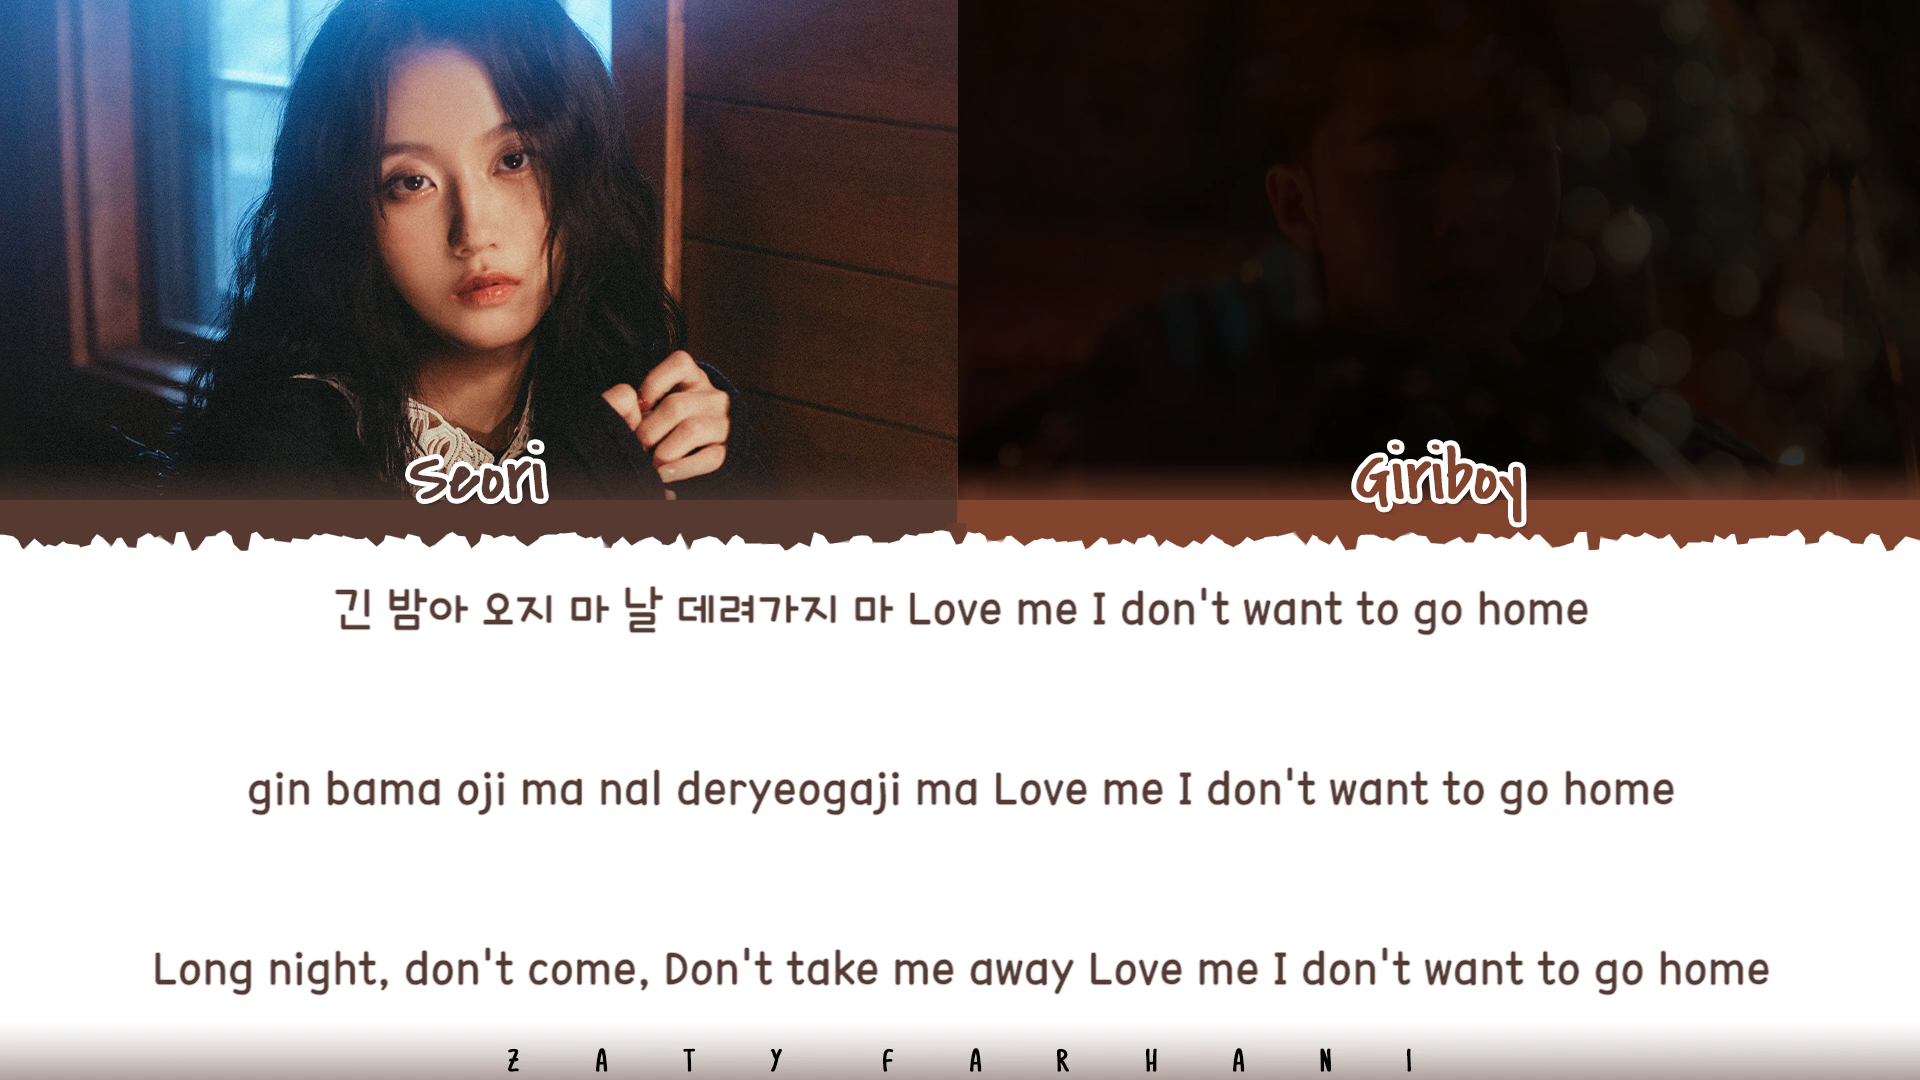 Seori
Giriboy
긴 밤아 오지 마 날 데려가지 마 Love me I don't want to go home
gin bama oji ma nal deryeogaji ma Love me I don't want to go home
Long night, don't come, Don't take me away Love me I don't want to go home
ZATY FARHANI